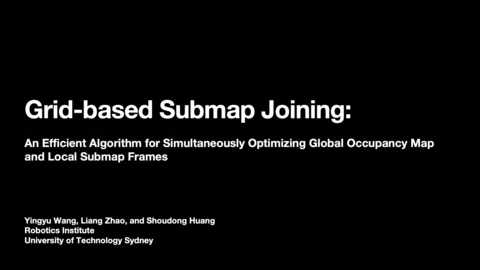 Grid-based Submap Joining:
An Efficient Algorithm for Simultaneously Optimizing Global Occupancy Map
and Local Submap Frames
Yingyu Wang, Liang Zhao, and Shoudong Huang
Robotics Institute
University of Technology Sydney